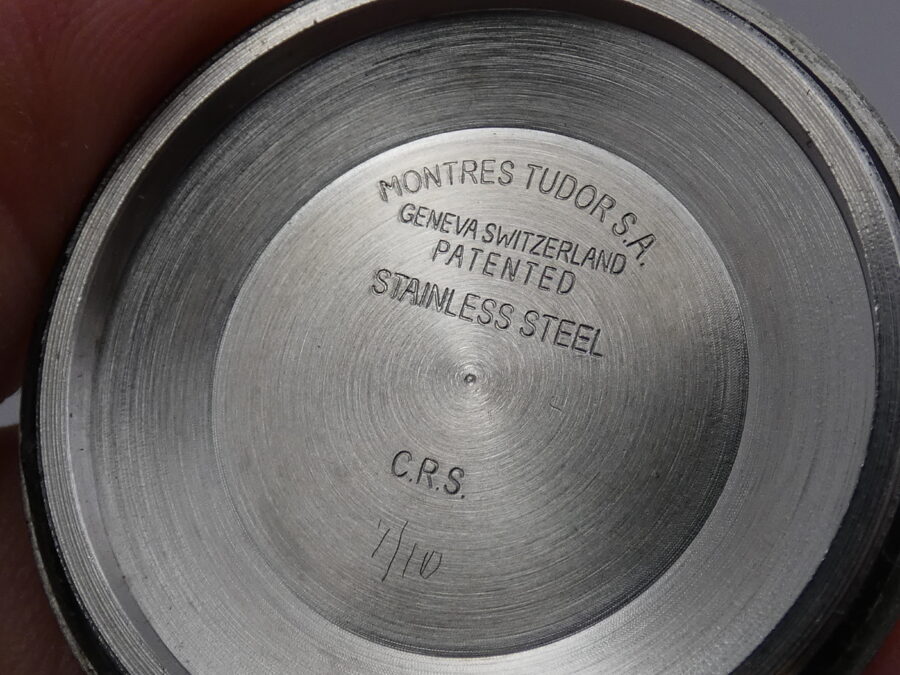 MONTRES TUDOR S.A.
GENEVA SWITZERLAND
PATENTED
STAINLESS STEEL
C.R.S.
7/10